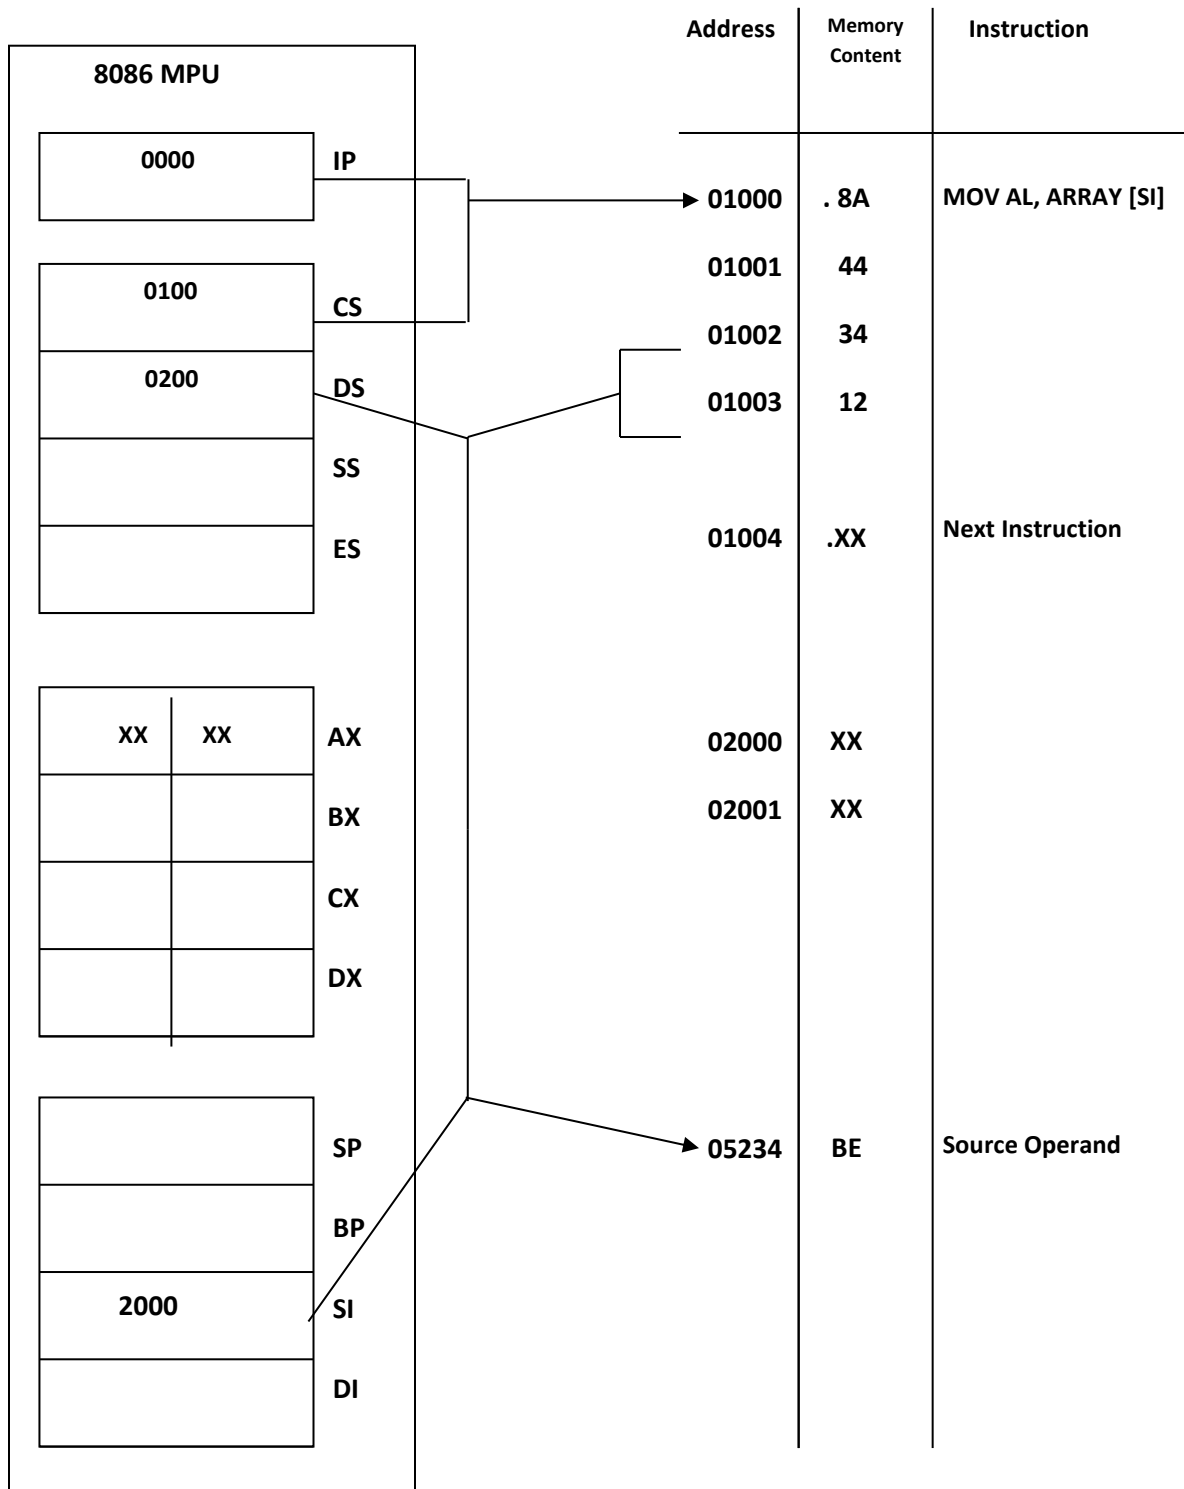 Address Memory Content Instruction
8086 MPU
0000 IP
01000 . 8A MOV AL, ARRAY [SI]
01001 44
0100 CS
01002 34
0200 DS
01003 12
SS
ES
01004 .XX Next Instruction
XX XX AX
02000 XX
BX
02001 XX
CX
DX
SP
05234 BE Source Operand
BP
2000 SI
DI